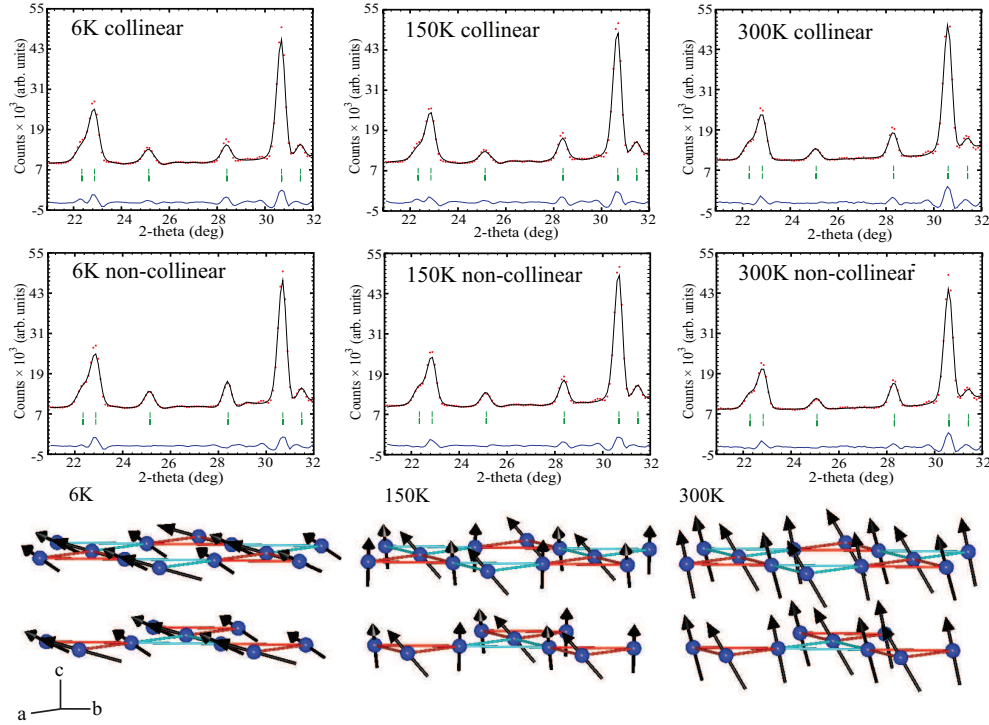 6K collinear
Counts × 10³ (arb. units)
55
43
31
19
7
-5
22 24 26 28 30 32
2-theta (deg)
150K collinear
Counts × 10³ (arb. units)
55
43
31
19
7
-5
22 24 26 28 30 32
2-theta (deg)
300K collinear
Counts × 10³ (arb. units)
55
43
31
19
7
-5
22 24 26 28 30 32
2-theta (deg)
6K non-collinear
Counts × 10³ (arb. units)
55
43
31
19
7
-5
22 24 26 28 30 32
2-theta (deg)
150K non-collinear
Counts × 10³ (arb. units)
55
43
31
19
7
-5
22 24 26 28 30 32
2-theta (deg)
300K non-collinear
Counts × 10³ (arb. units)
55
43
31
19
7
-5
22 24 26 28 30 32
2-theta (deg)
6K
150K
300K
c
a
b